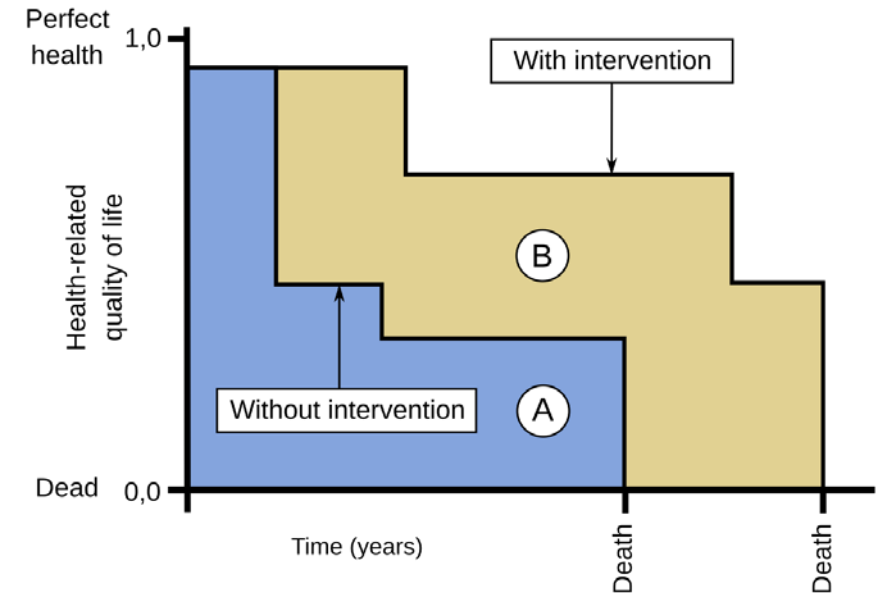 Perfect
health
1,0
With intervention
Health-related
quality of life
B
Without intervention
A
Dead
0,0
Time (years)
Death
Death